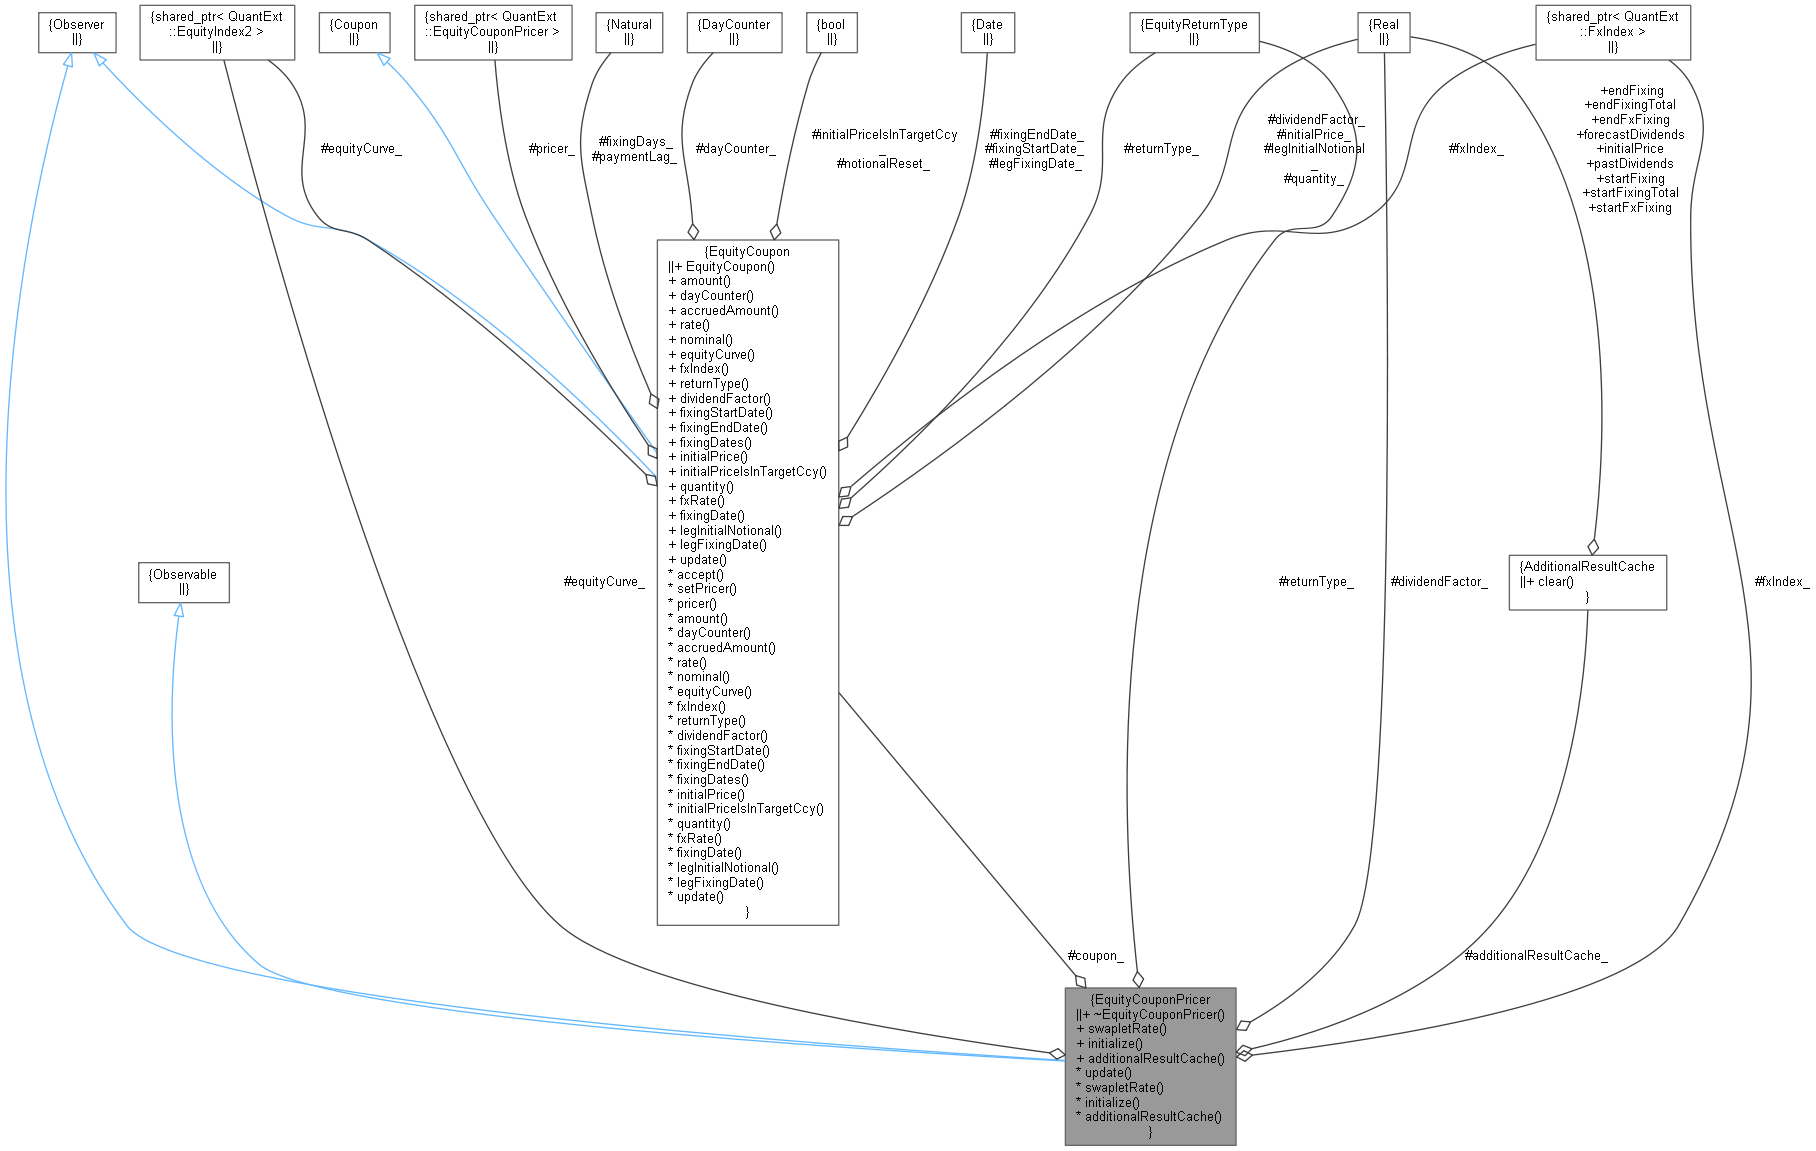 {Observer
||}
{shared_ptr< QuantExt
::EquityIndex2 >
||}
{Coupon
||}
{shared_ptr< QuantExt
::EquityCouponPricer >
||}
{Natural
||}
{DayCounter
||}
{bool
||}
{Date
||}
{EquityReturnType
||}
{Real
||}
{shared_ptr< QuantExt
::FxIndex >
||}
#equityCurve_
#pricer_
#fixingDays_
#paymentLag_
#dayCounter_
#initialPriceIsInTargetCcy
_
#notionalReset_
#fixingEndDate_
#fixingStartDate_
#legFixingDate_
#returnType_
#dividendFactor_
#initialPrice_
#legInitialNotional
_
#quantity_
#fxIndex_
+endFixing
+endFixingTotal
+endFxFixing
+forecastDividends
+initialPrice
+pastDividends
+startFixing
+startFixingTotal
+startFxFixing
{EquityCoupon
||+ EquityCoupon()
+ amount()
+ dayCounter()
+ accruedAmount()
+ rate()
+ nominal()
+ equityCurve()
+ fxIndex()
+ returnType()
+ dividendFactor()
+ fixingStartDate()
+ fixingEndDate()
+ fixingDates()
+ initialPrice()
+ initialPriceIsInTargetCcy()
+ quantity()
+ fxRate()
+ fixingDate()
+ legInitialNotional()
+ legFixingDate()
+ update()
* accept()
* setPricer()
* pricer()
* amount()
* dayCounter()
* accruedAmount()
* rate()
* nominal()
* equityCurve()
* fxIndex()
* returnType()
* dividendFactor()
* fixingStartDate()
* fixingEndDate()
* fixingDates()
* initialPrice()
* initialPriceIsInTargetCcy()
* quantity()
* fxRate()
* fixingDate()
* legInitialNotional()
* legFixingDate()
* update()
}
{Observable
||}
#equityCurve_
#returnType_
#dividendFactor_
{AdditionalResultCache
||+ clear()
}
#fxIndex_
#coupon_
#additionalResultCache_
{EquityCouponPricer
||+ ~EquityCouponPricer()
+ swapletRate()
+ initialize()
+ additionalResultCache()
* update()
* swapletRate()
* initialize()
* additionalResultCache()
}